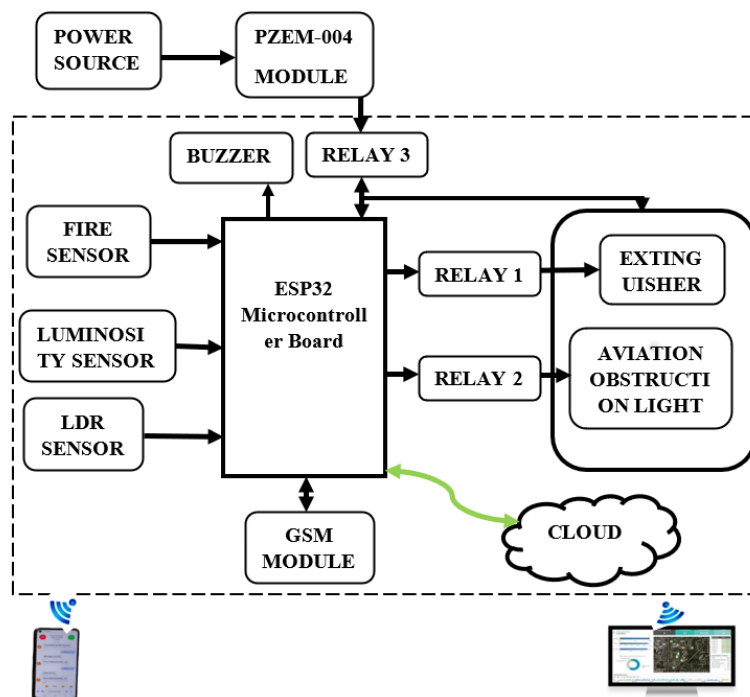 POWER
SOURCE
PZEM-004
MODULE
BUZZER
RELAY 3
FIRE
SENSOR
ESP32
Microcontroll
er Board
RELAY 1
EXTING
UISHER
LUMINOSI
TY SENSOR
RELAY 2
AVIATION
OBSTRUCTI
ON LIGHT
LDR
SENSOR
GSM
MODULE
CLOUD